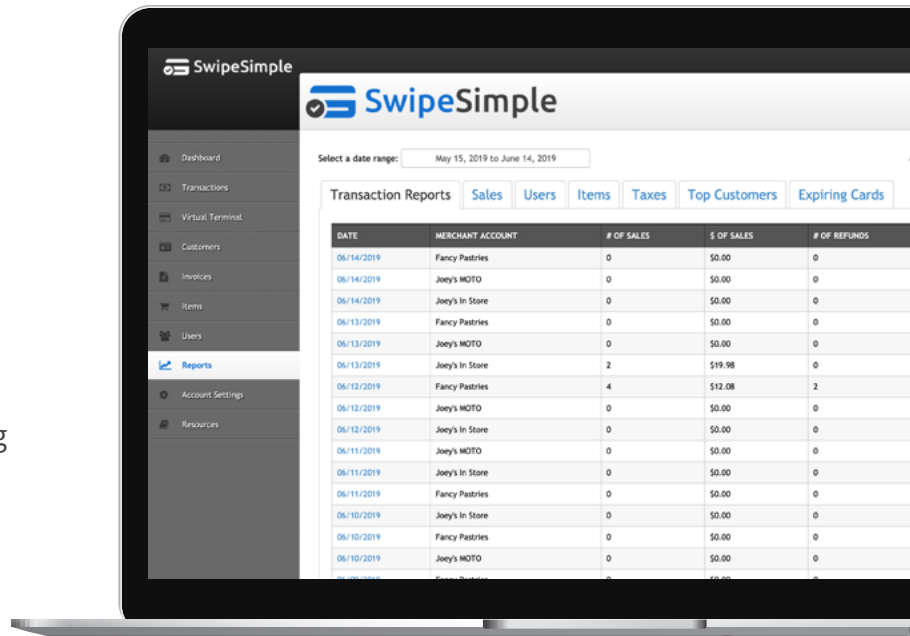 SwipeSimple
SwipeSimple
Dashboard
Transactions
Virtual Terminal
Customers
Invoices
Items
Users
Reports
Account Settings
Resources
Select a date range: May 15, 2019 to June 14, 2019
Transaction Reports Sales Users Items Taxes Top Customers Expiring Cards
DATE MERCHANT ACCOUNT # OF SALES $ OF SALES # OF REFUNDS
06/14/2019 Fancy Pastries 0 $0.00 0
06/14/2019 Joey's MOTO 0 $0.00 0
06/14/2019 Joey's In Store 0 $0.00 0
06/13/2019 Fancy Pastries 0 $0.00 0
06/13/2019 Joey's MOTO 0 $0.00 0
06/13/2019 Joey's In Store 2 $19.98 0
06/12/2019 Fancy Pastries 4 $12.08 2
06/12/2019 Joey's MOTO 0 $0.00 0
06/12/2019 Joey's In Store 0 $0.00 0
06/11/2019 Joey's MOTO 0 $0.00 0
06/11/2019 Joey's In Store 0 $0.00 0
06/11/2019 Fancy Pastries 0 $0.00 0
06/10/2019 Joey's In Store 0 $0.00 0
06/10/2019 Fancy Pastries 0 $0.00 0
06/10/2019 Joey's MOTO 0 $0.00 0
g